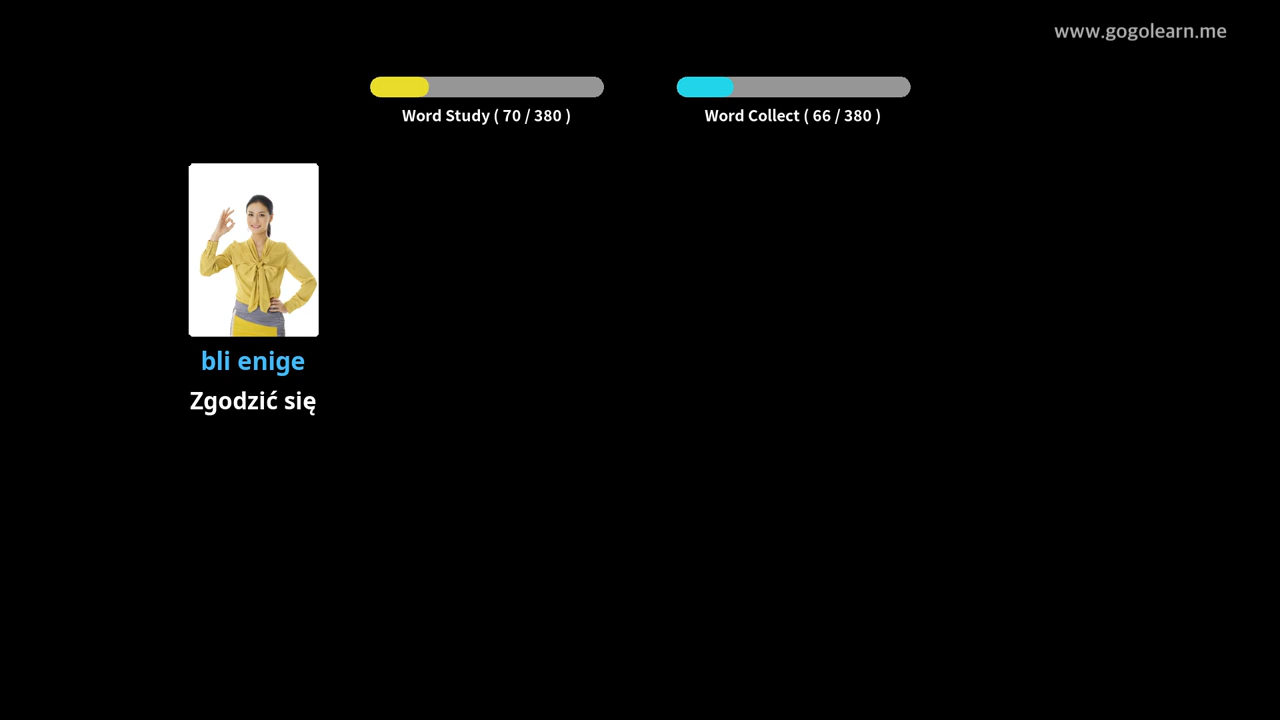 www.gogolearn.me
Word Study ( 70 / 380 )
Word Collect ( 66 / 380 )
bli enige
Zgodzić się